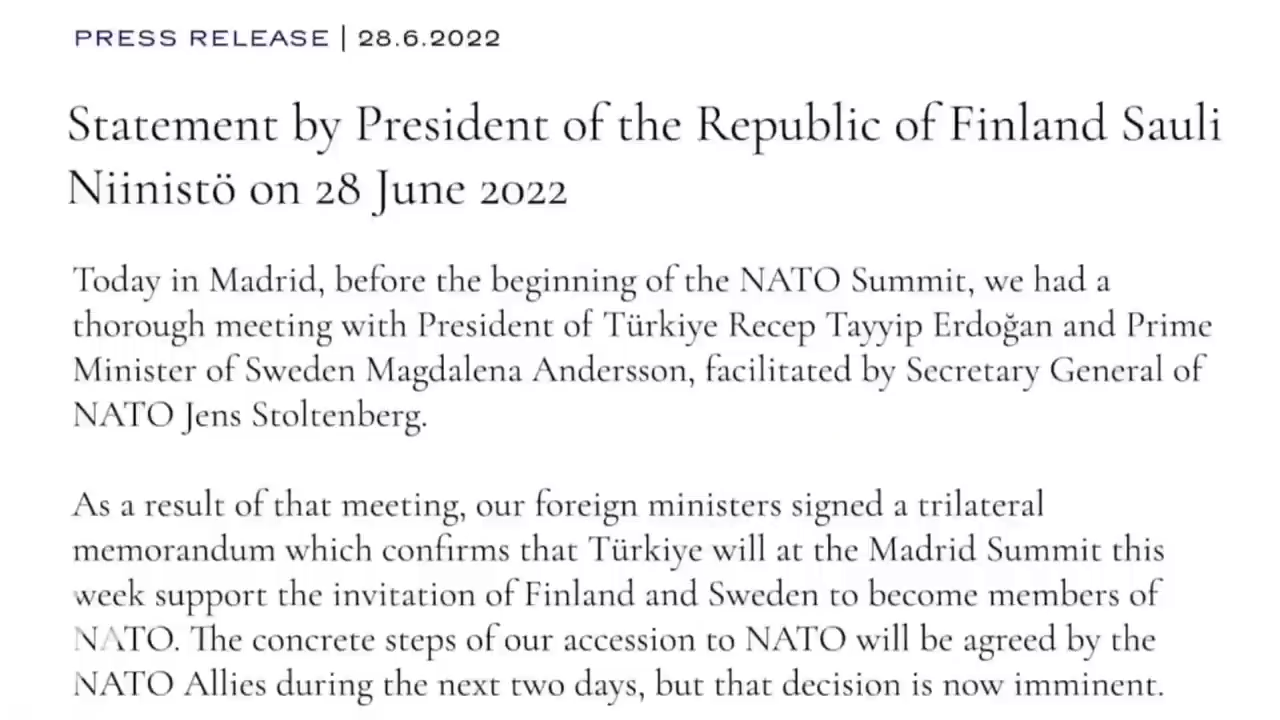 PRESS RELEASE | 28.6.2022
Statement by President of the Republic of Finland Sauli
Niinistö on 28 June 2022
Today in Madrid, before the beginning of the NATO Summit, we had a
thorough meeting with President of Türkiye Recep Tayyip Erdoğan and Prime
Minister of Sweden Magdalena Andersson, facilitated by Secretary General of
NATO Jens Stoltenberg.
As a result of that meeting, our foreign ministers signed a trilateral
memorandum which confirms that Türkiye will at the Madrid Summit this
week support the invitation of Finland and Sweden to become members of
NATO. The concrete steps of our accession to NATO will be agreed by the
NATO Allies during the next two days, but that decision is now imminent.